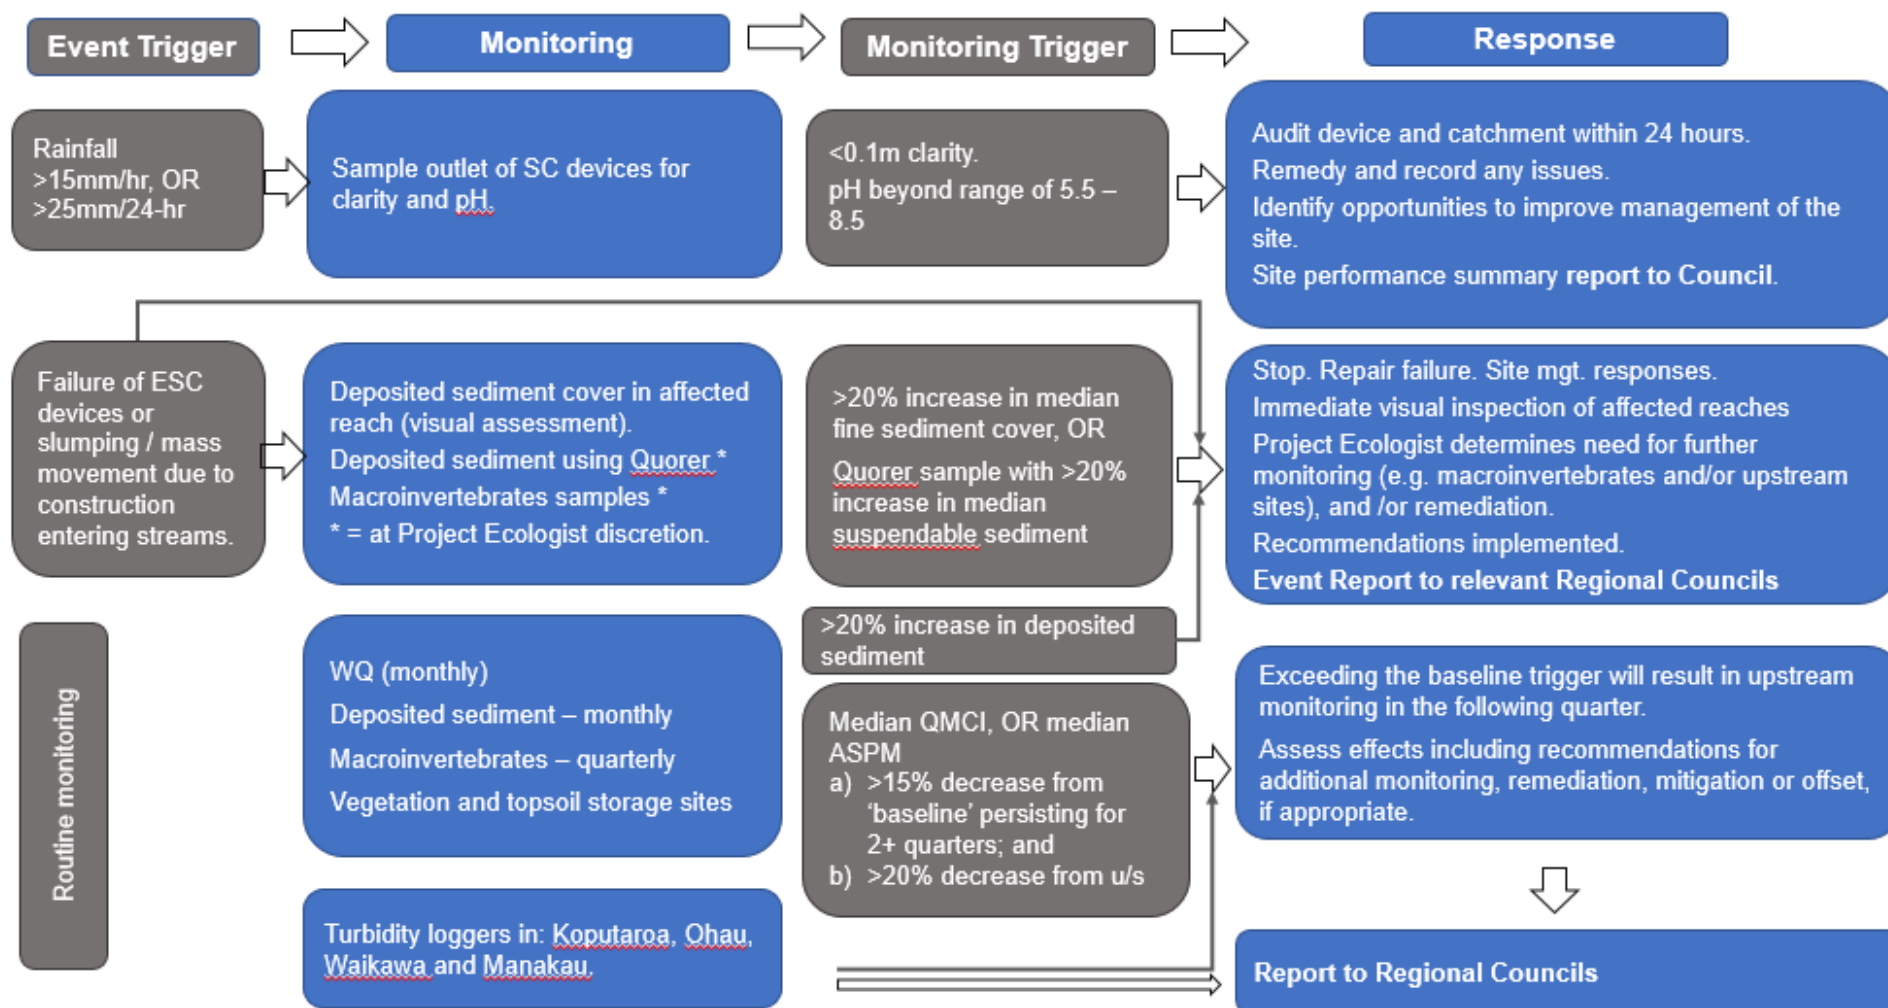 Event Trigger
Monitoring
Monitoring Trigger
Response
Rainfall
>15mm/hr, OR
>25mm/24-hr
Sample outlet of SC devices for
clarity and pH.
<0.1m clarity.
pH beyond range of 5.5 –
8.5
Audit device and catchment within 24 hours.
Remedy and record any issues.
Identify opportunities to improve management of the
site.
Site performance summary report to Council.
Failure of ESC
devices or
slumping / mass
movement due to
construction
entering streams.
Deposited sediment cover in affected
reach (visual assessment).
Deposited sediment using Quorer *
Macroinvertebrates samples *
* = at Project Ecologist discretion.
>20% increase in median
fine sediment cover, OR
Quorer sample with >20%
increase in median
suspendable sediment
Stop. Repair failure. Site mgt. responses.
Immediate visual inspection of affected reaches
Project Ecologist determines need for further
monitoring (e.g. macroinvertebrates and/or upstream
sites), and /or remediation.
Recommendations implemented.
Event Report to relevant Regional Councils
Routine monitoring
WQ (monthly)
Deposited sediment – monthly
Macroinvertebrates – quarterly
Vegetation and topsoil storage sites
>20% increase in deposited
sediment
Median QMCI, OR median
ASPM
a) >15% decrease from
‘baseline’ persisting for
2+ quarters; and
b) >20% decrease from u/s
Exceeding the baseline trigger will result in upstream
monitoring in the following quarter.
Assess effects including recommendations for
additional monitoring, remediation, mitigation or offset,
if appropriate.
Turbidity loggers in: Koputaroa, Ohau,
Waikawa and Manakau.
Report to Regional Councils